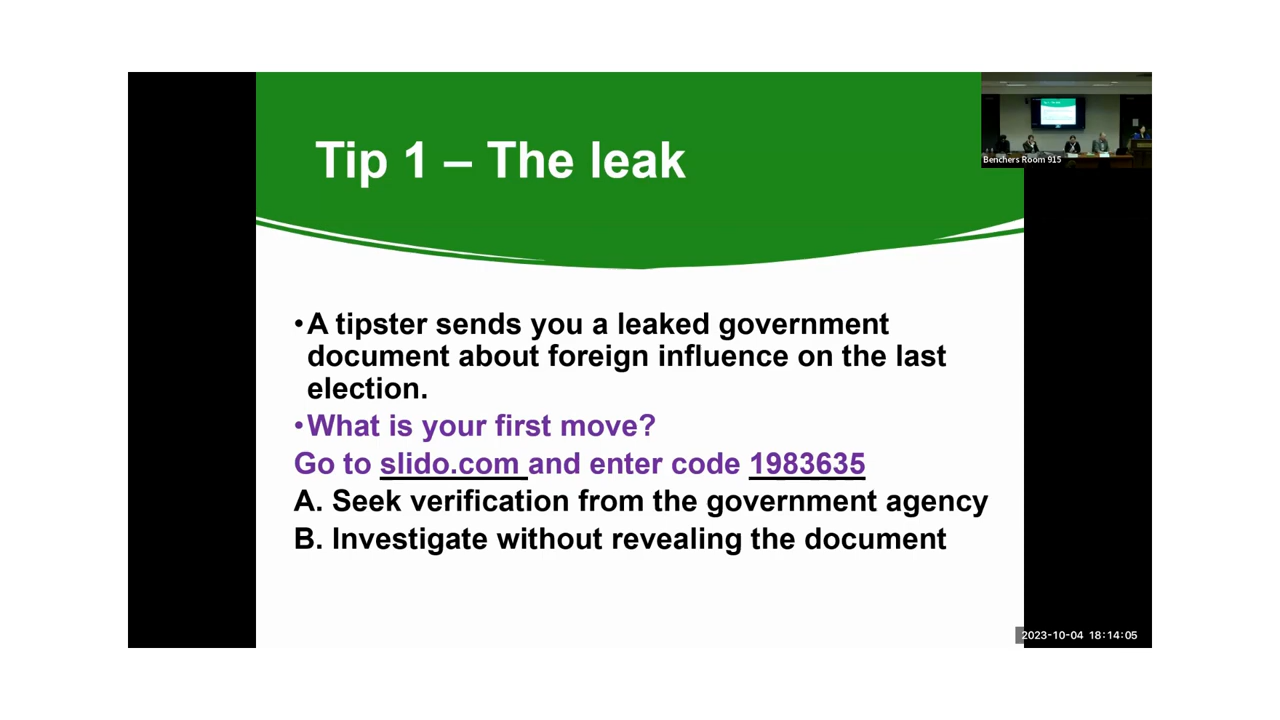 Tip 1 – The leak
Benchers Room 915
•A tipster sends you a leaked government
document about foreign influence on the last
election.
•What is your first move?
Go to slido.com and enter code 1983635
A. Seek verification from the government agency
B. Investigate without revealing the document
2023-10-04 18:14:05